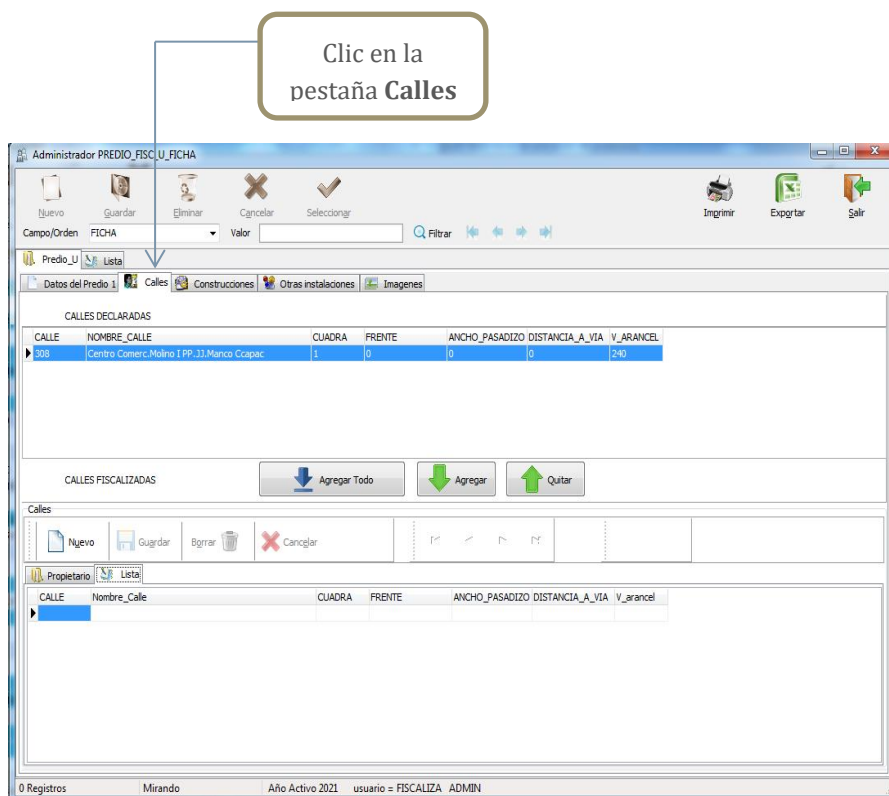 Clic en la
pestaña Calles
Administrador PREDIO_FISC_U_FICHA
Nuevo Guardar Eliminar Cancelar Seleccionar Imprimir Exportar Salir
Campo/Orden FICHA Valor Filtrar
Predio_U Lista
Datos del Predio 1 Calles Construcciones Otras instalaciones Imagenes
CALLES DECLARADAS
CALLE NOMBRE_CALLE CUADRA FRENTE ANCHO_PASADIZO DISTANCIA_A_VIA V_ARANCEL
308 Centro Comerc.Molino I PP.JJ.Manco Ccapac 1 0 0 0 240
CALLES FISCALIZADAS Agregar Todo Agregar Quitar
Calles
Nuevo Guardar Borrar Cancelar
Propietario Lista
CALLE Nombre_Calle CUADRA FRENTE ANCHO_PASADIZO DISTANCIA_A_VIA V_arancel
0 Registros Mirando Año Activo 2021 usuario = FISCALIZA_ADMIN